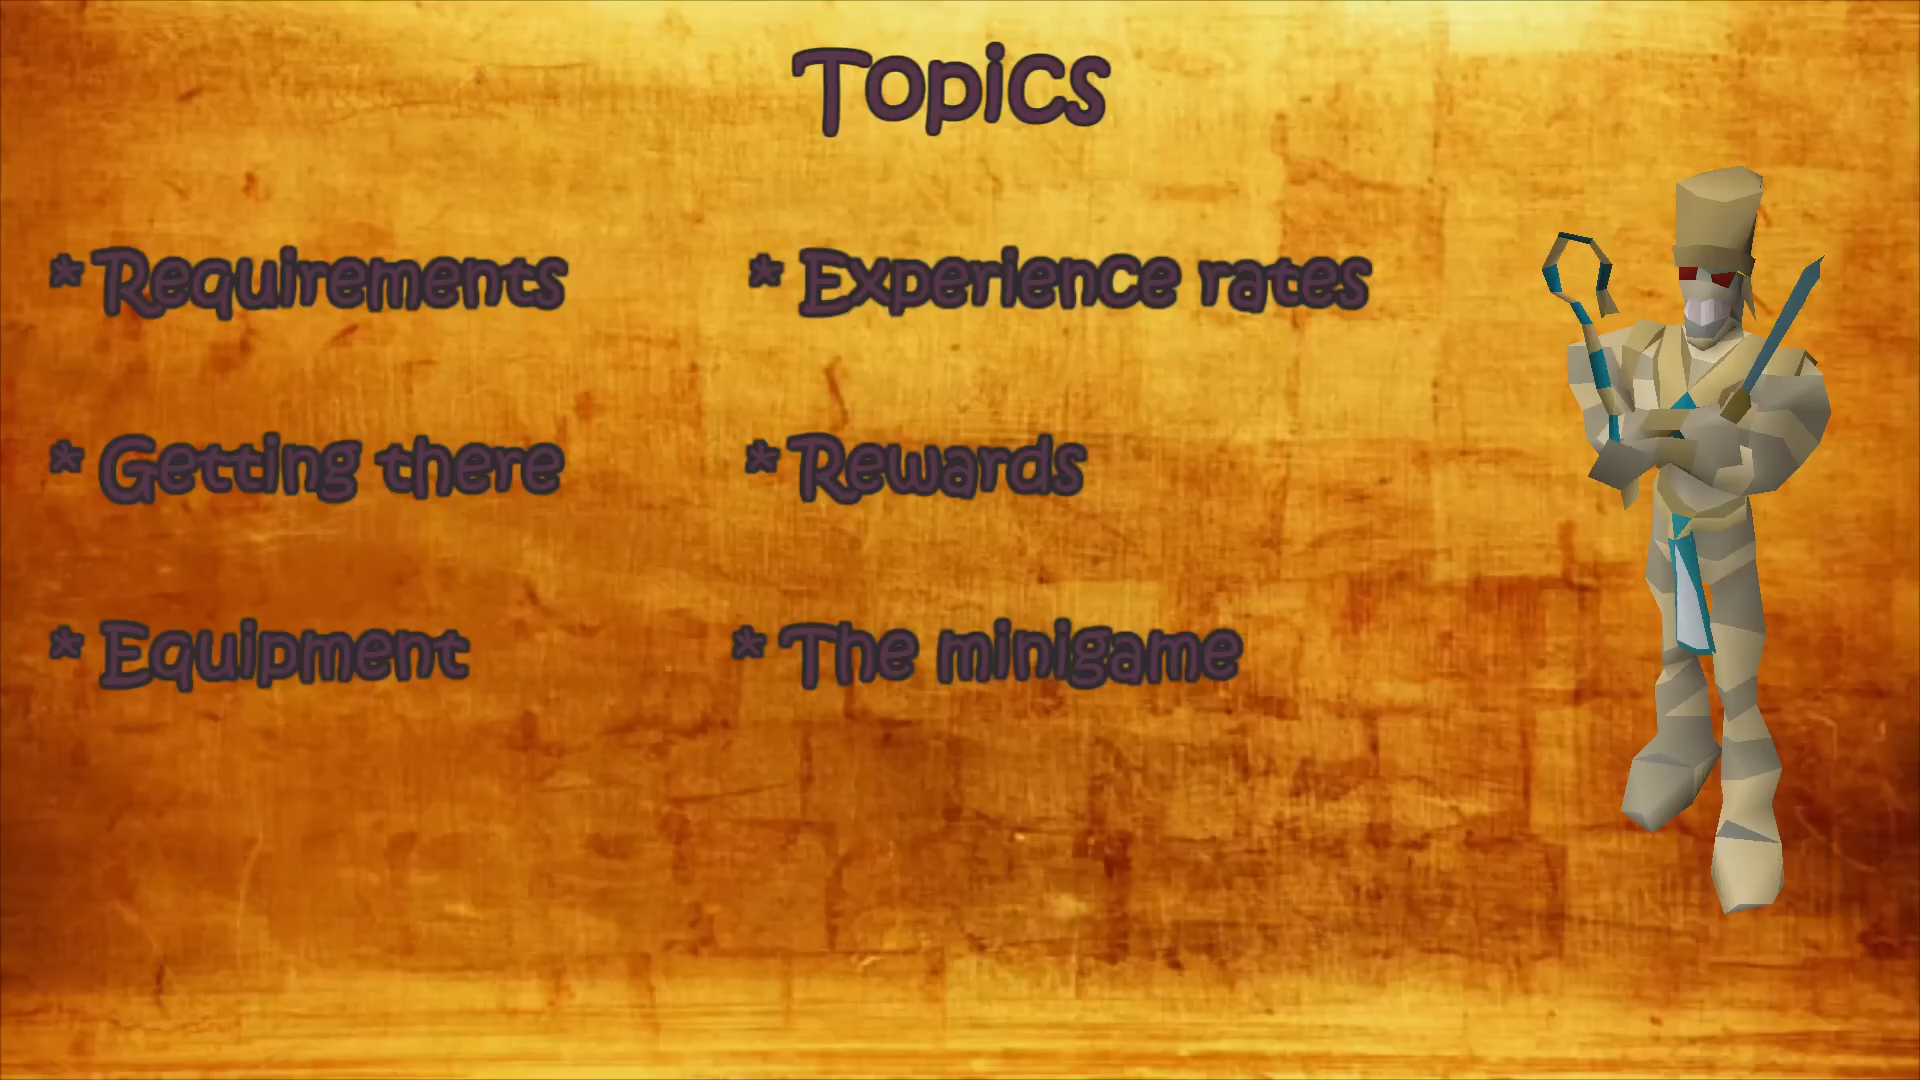 Topics
* Requirements
* Getting there
* Equipment
* Experience rates
* Rewards
* The minigame